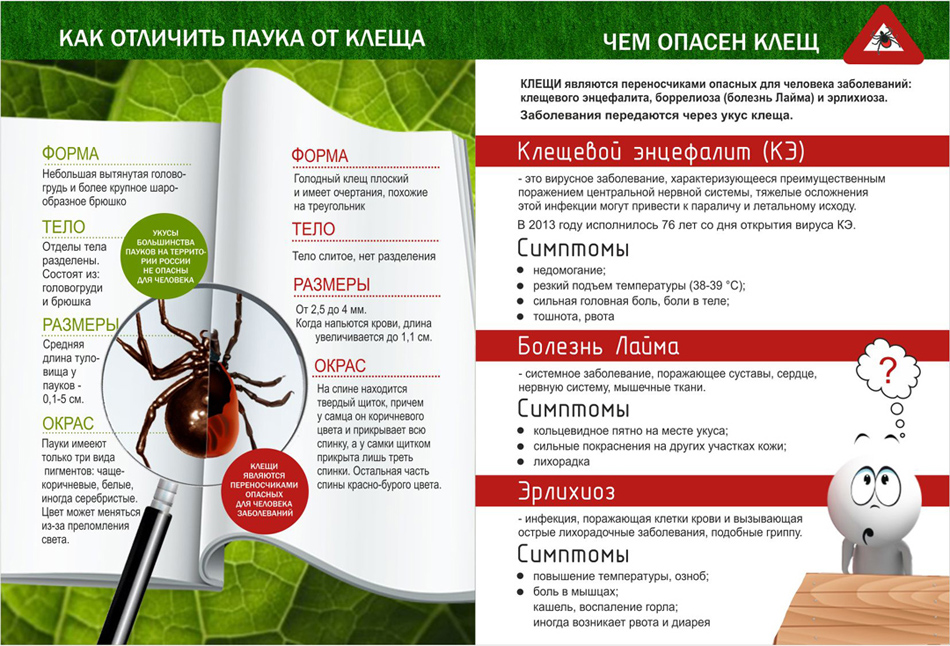 КАК ОТЛИЧИТЬ ПАУКА ОТ КЛЕЩА
ФОРМА
Небольшая вытянутая голово-
грудь и более крупное шаро-
образное брюшко
ТЕЛО
Отделы тела
разделены.
Состоят из:
головогруди
и брюшка
УКУСЫ
БОЛЬШИНСТВА
ПАУКОВ НА ТЕРРИТО-
РИИ РОССИИ
НЕ ОПАСНЫ
ДЛЯ ЧЕЛОВЕКА
РАЗМЕРЫ
Средняя
длина туло-
вища у
пауков -
0,1-5 см.
ОКРАС
Пауки имееют
только три вида
пигментов: чаще-
коричневые, белые,
иногда серебристые.
Цвет может меняться
из-за преломления
света.
ФОРМА
Голодный клещ плоский
и имеет очертания, похожие
на треугольник
ТЕЛО
Тело слитое, нет разделения
РАЗМЕРЫ
От 2,5 до 4 мм.
Когда напьются крови, длина
увеличивается до 1,1 см.
ОКРАС
На спине находится
твердый щиток, причем
у самца он коричневого
цвета и прикрывает всю
спинку, а у самки щитком
прикрыта лишь треть
спинки. Остальная часть
спины красно-бурого цвета.
КЛЕЩИ
ЯВЛЯЮТСЯ
ПЕРЕНОСЧИКАМИ
ОПАСНЫХ
ДЛЯ ЧЕЛОВЕКА
ЗАБОЛЕВАНИЙ
ЧЕМ ОПАСЕН КЛЕЩ
КЛЕЩИ являются переносчиками опасных для человека заболеваний:
клещевого энцефалита, боррелиоза (болезнь Лайма) и эрлихиоза.
Заболевания передаются через укус клеща.
Клещевой энцефалит (КЭ)
- это вирусное заболевание, характеризующееся преимущественным
поражением центральной нервной системы, тяжелые осложнения
этой инфекции могут привести к параличу и летальному исходу.
В 2013 году исполнилось 76 лет со дня открытия вируса КЭ.
Симптомы
● недомогание;
● резкий подъем температуры (38-39 °С);
● сильная головная боль, боли в теле;
● тошнота, рвота
Болезнь Лайма
- системное заболевание, поражающее суставы, сердце,
нервную систему, мышечные ткани.
Симптомы
● кольцевидное пятно на месте укуса;
● сильные покраснения на других участках кожи;
● лихорадка
?
Эрлихиоз
- инфекция, поражающая клетки крови и вызывающая
острые лихорадочные заболевания, подобные гриппу.
Симптомы
● повышение температуры, озноб;
● боль в мышцах;
кашель, воспаление горла;
иногда возникает рвота и диарея